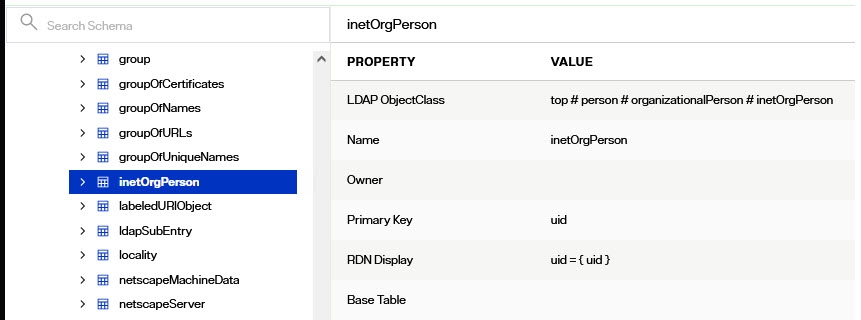 Search Schema
group
groupOfCertificates
groupOfNames
groupOfURLs
groupOfUniqueNames
inetOrgPerson
labeledURIObject
ldapSubEntry
locality
netscapeMachineData
netscapeServer
inetOrgPerson
PROPERTY VALUE
LDAP ObjectClass top # person # organizationalPerson # inetOrgPerson
Name inetOrgPerson
Owner
Primary Key uid
RDN Display uid = { uid }
Base Table